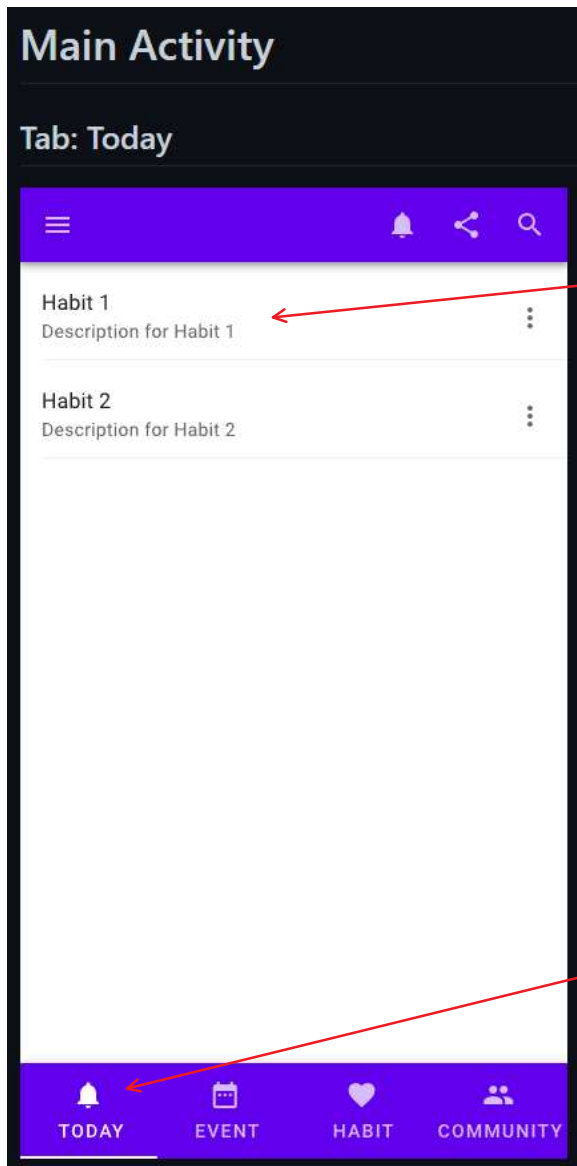 Main Activity
Tab: Today
Habit 1
Description for Habit 1
Habit 2
Description for Habit 2
TODAY EVENT HABIT COMMUNITY